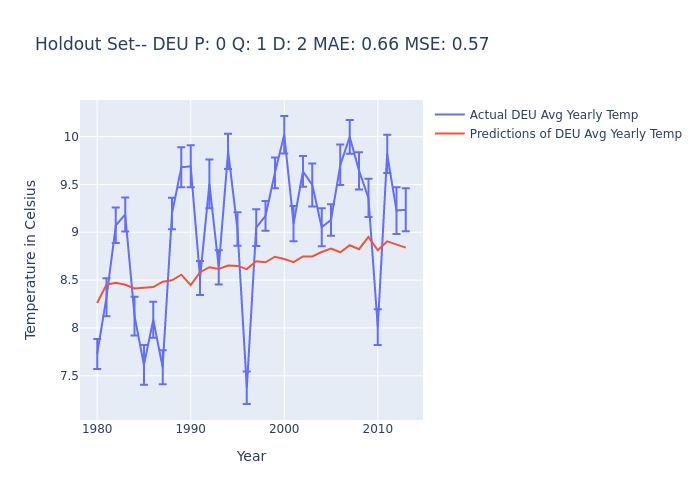 Holdout Set-- DEU P: 0 Q: 1 D: 2 MAE: 0.66 MSE: 0.57
Actual DEU Avg Yearly Temp
Predictions of DEU Avg Yearly Temp
Temperature in Celsius
10
9.5
9
8.5
8
7.5
1980
1990
2000
2010
Year